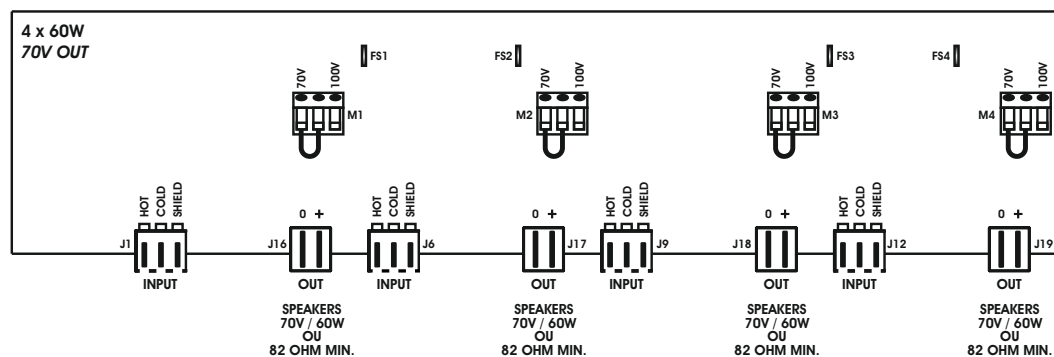 4 x 60W
70V OUT
FS1
FS2
FS3
FS4
70V
100V
M1
70V
100V
M2
70V
100V
M3
70V
100V
M4
HOT
COLD
SHIELD
J1
INPUT
0 +
J16
OUT
HOT
COLD
SHIELD
J6
INPUT
0 +
J17
OUT
HOT
COLD
SHIELD
J9
INPUT
0 +
J18
OUT
HOT
COLD
SHIELD
J12
INPUT
0 +
J19
OUT
SPEAKERS
70V / 60W
OU
82 OHM MIN.
SPEAKERS
70V / 60W
OU
82 OHM MIN.
SPEAKERS
70V / 60W
OU
82 OHM MIN.
SPEAKERS
70V / 60W
OU
82 OHM MIN.